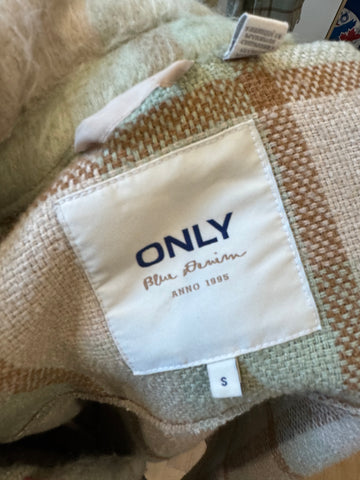 ONLY
Blue Denim
ANNO 1995
S